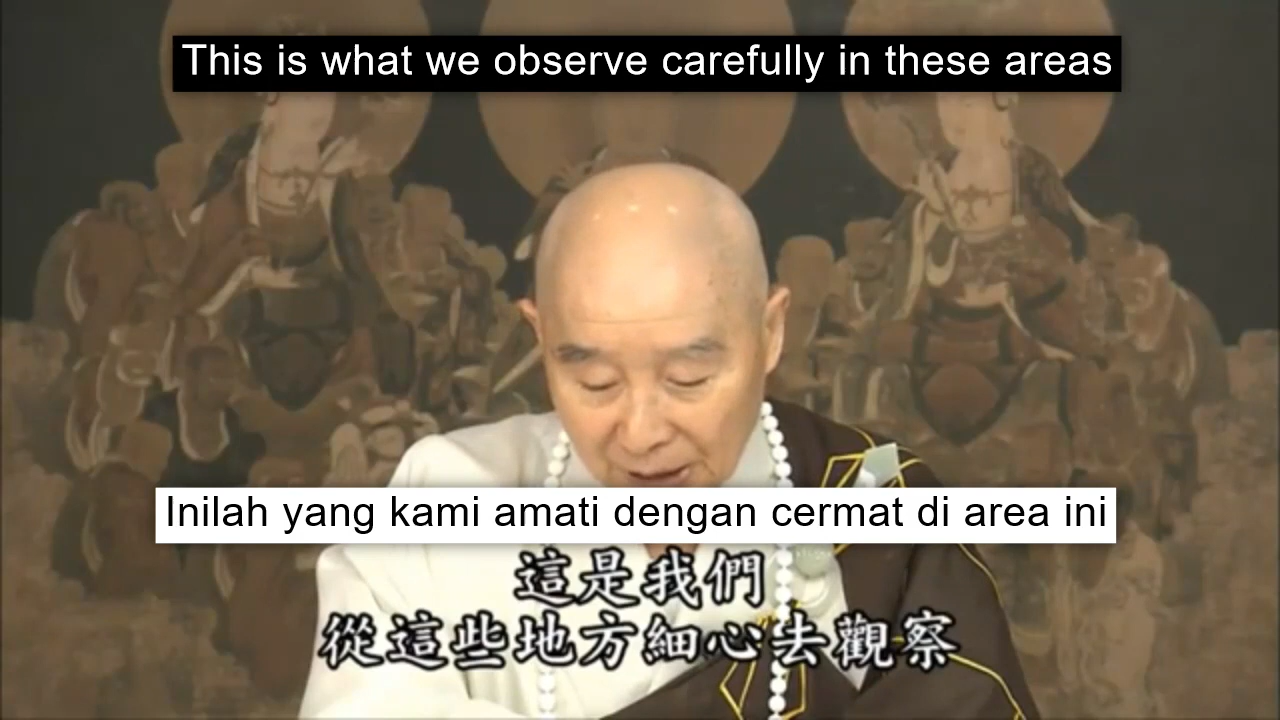 This is what we observe carefully in these areas
Inilah yang kami amati dengan cermat di area ini
這是我們
從這些地方細心去觀察